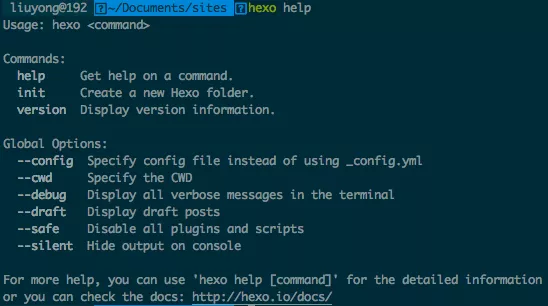 liuyong@192 ~/Documents/sites hexo help
Usage: hexo <command>
Commands:
help Get help on a command.
init Create a new Hexo folder.
version Display version information.
Global Options:
--config Specify config file instead of using _config.yml
--cwd Specify the CWD
--debug Display all verbose messages in the terminal
--draft Display draft posts
--safe Disable all plugins and scripts
--silent Hide output on console
For more help, you can use 'hexo help [command]' for the detailed information
or you can check the docs: http://hexo.io/docs/